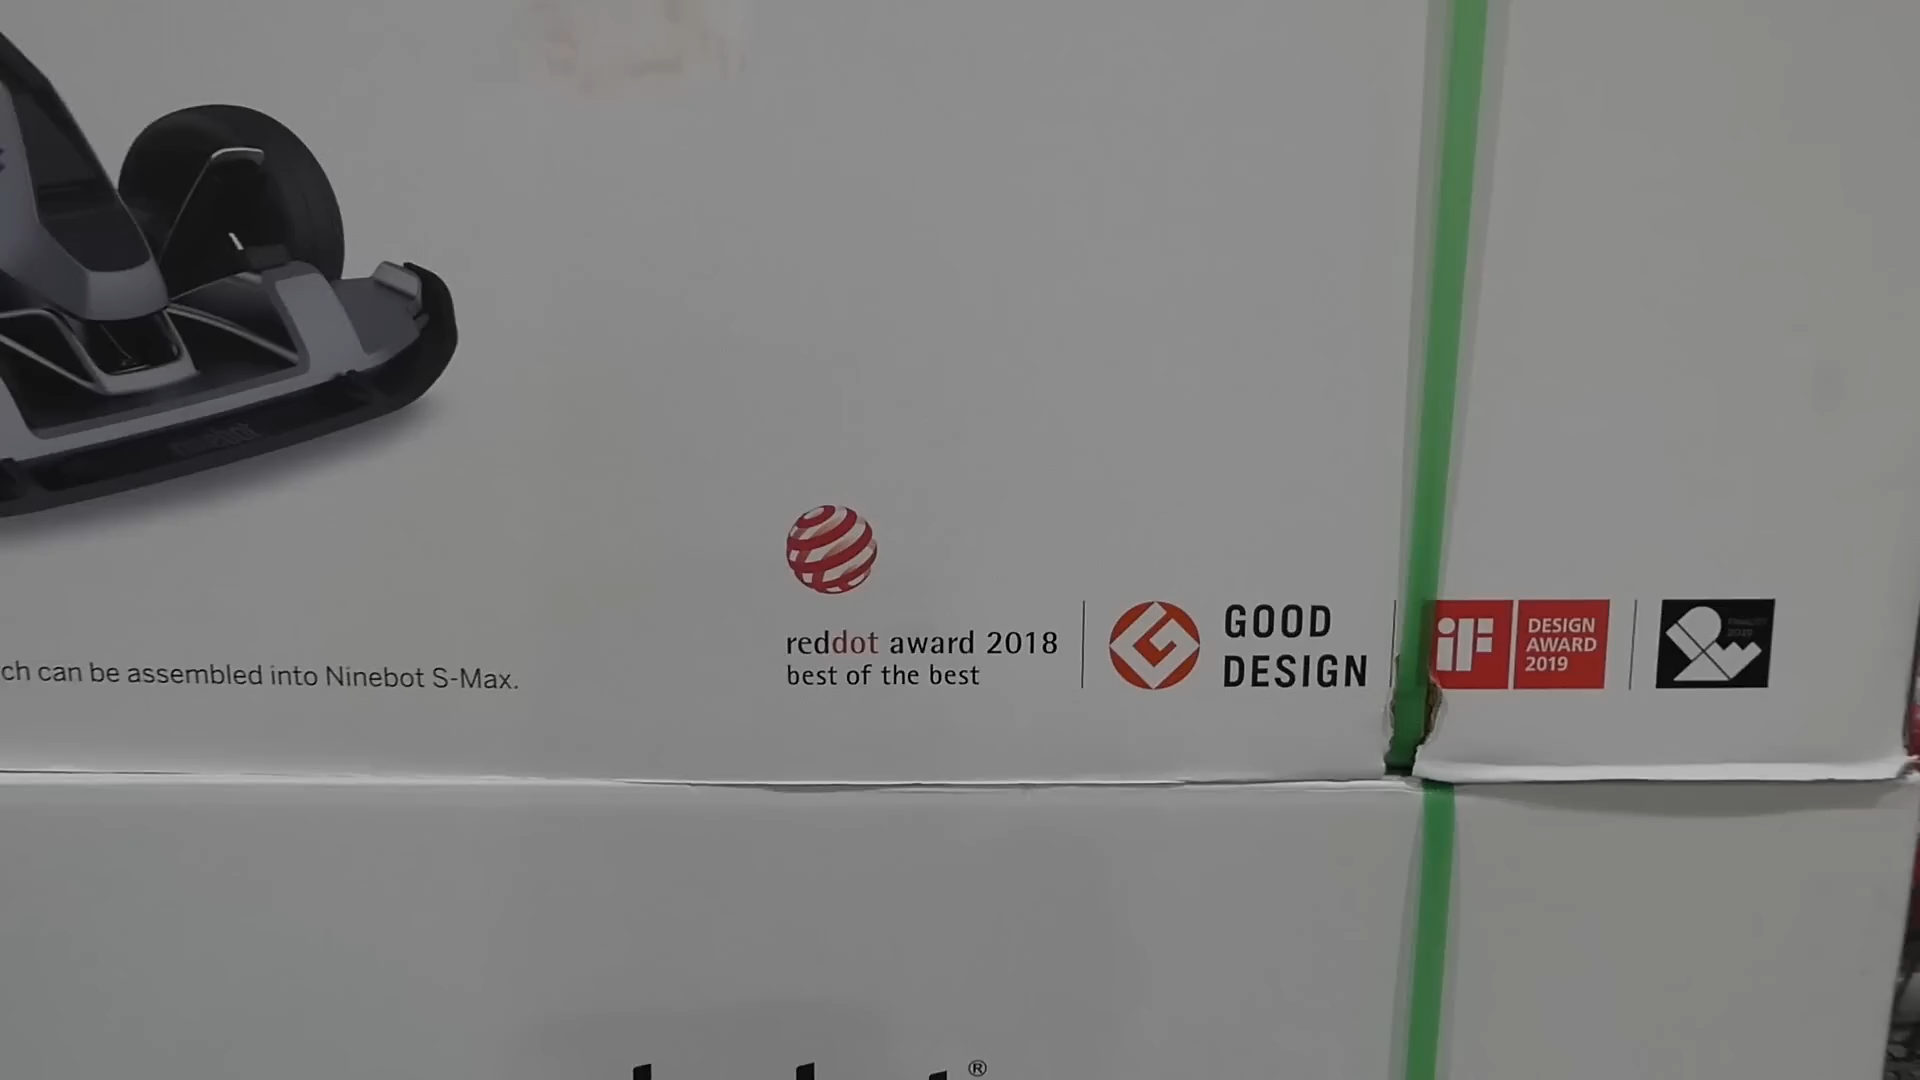 ch can be assembled into Ninebot S-Max.
reddot award 2018
best of the best
GOOD
DESIGN
iF
DESIGN
AWARD
2019
®